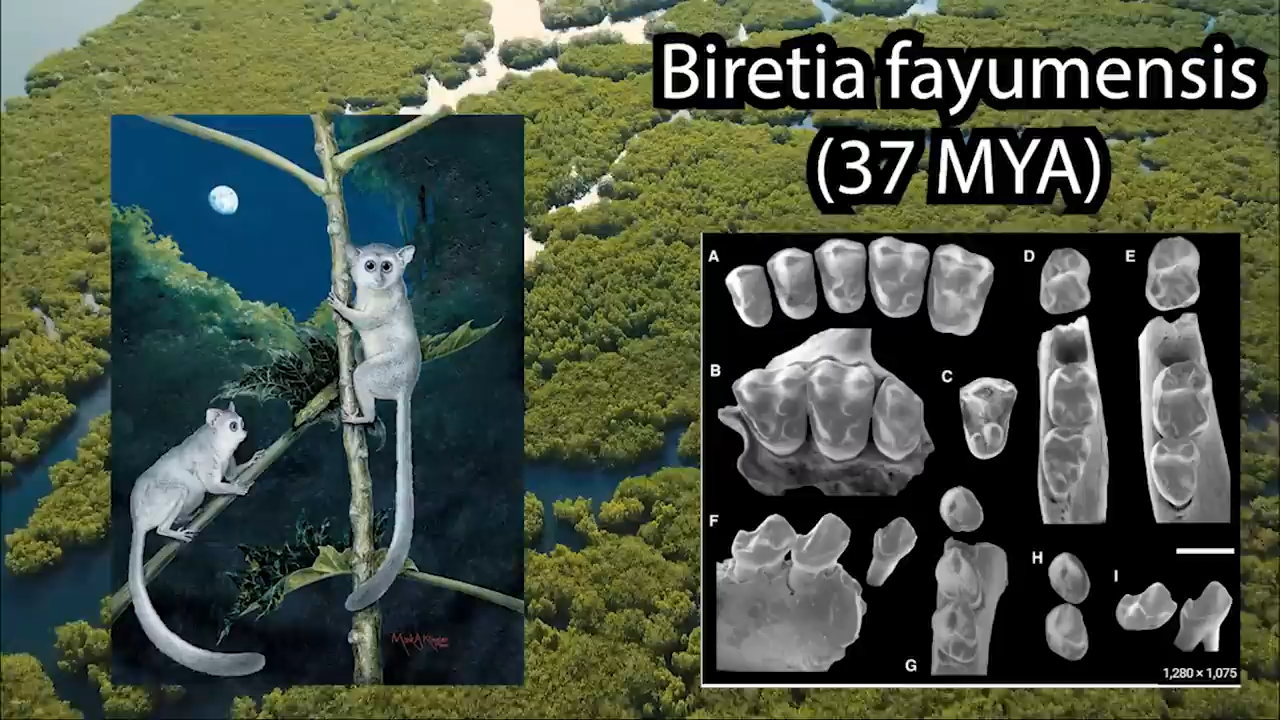 Biretia fayumensis
(37 MYA)
A
D
E
B
C
F
H
I
G
1,280 × 1,075